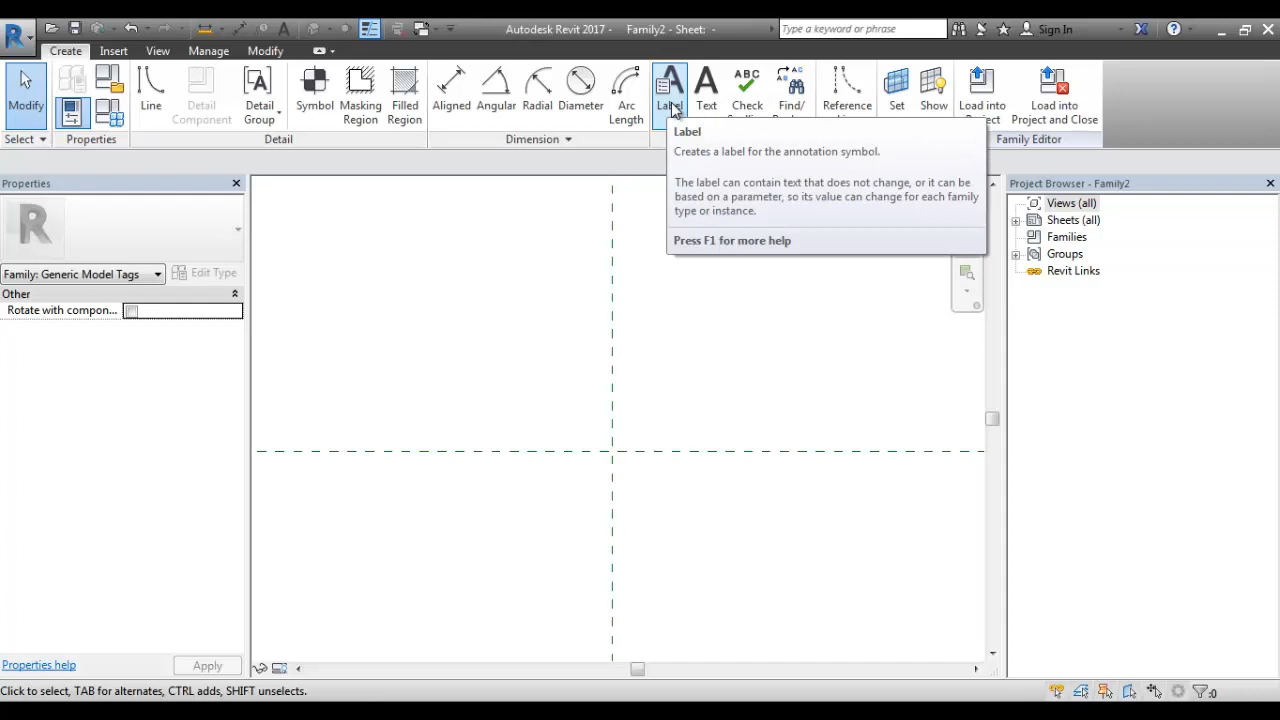 Autodesk Revit 2017 - Family2 - Sheet: -
Type a keyword or phrase
Sign In
Create Insert View Manage Modify
Modify
Line
Detail Component
Detail Group
Symbol
Masking Region
Filled Region
Aligned
Angular
Radial
Diameter
Arc Length
Label
Text
ABC
Check
Find/
Reference
Set
Show
Load into
Load into Project and Close
Select
Properties
Detail
Dimension
Family Editor
Label
Creates a label for the annotation symbol.
The label can contain text that does not change, or it can be
based on a parameter, so its value can change for each family
type or instance.
Press F1 for more help
Properties
R
Family: Generic Model Tags
Edit Type
Other
Rotate with compon...
Properties help
Apply
Project Browser - Family2
Views (all)
Sheets (all)
Families
Groups
Revit Links
Click to select, TAB for alternates, CTRL adds, SHIFT unselects.
:0